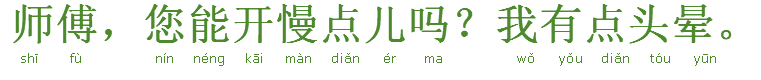 师傅，您能开慢点儿吗？我有点头晕。
shī fù nín néng kāi màn diǎn ér ma wǒ yǒu diǎn tóu yūn